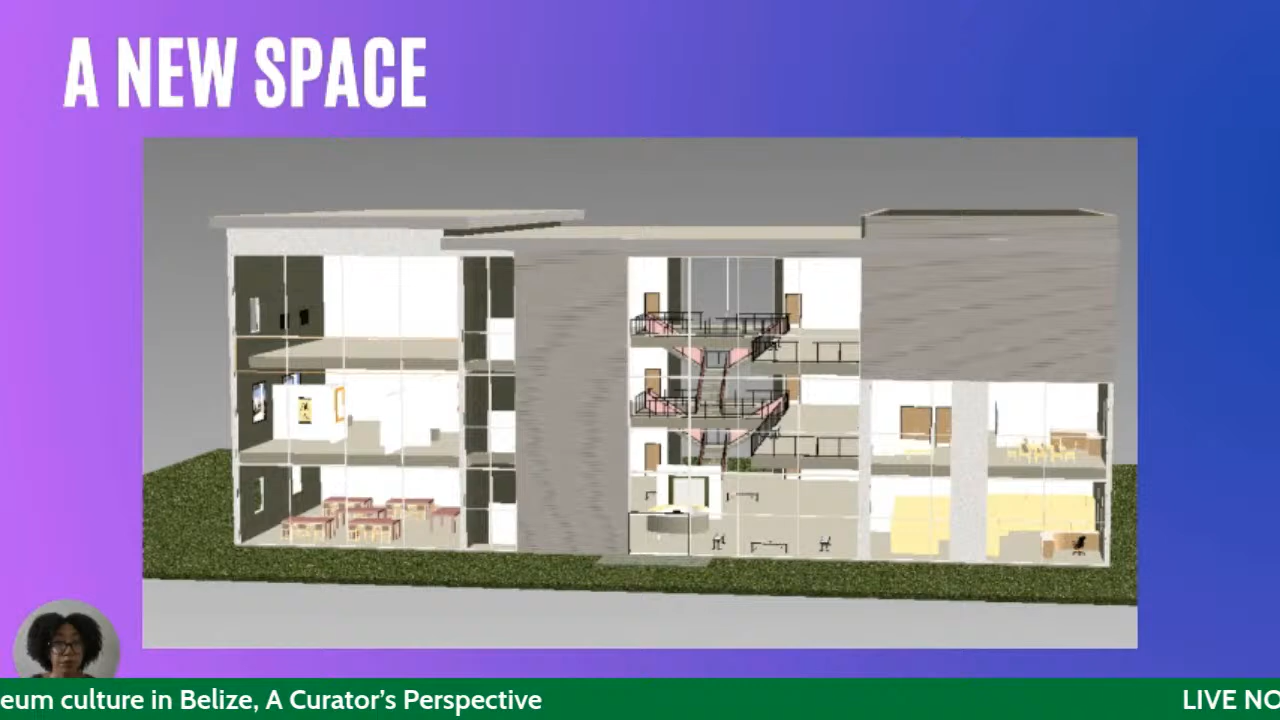 A NEW SPACE
eum culture in Belize, A Curator's Perspective
LIVE NO